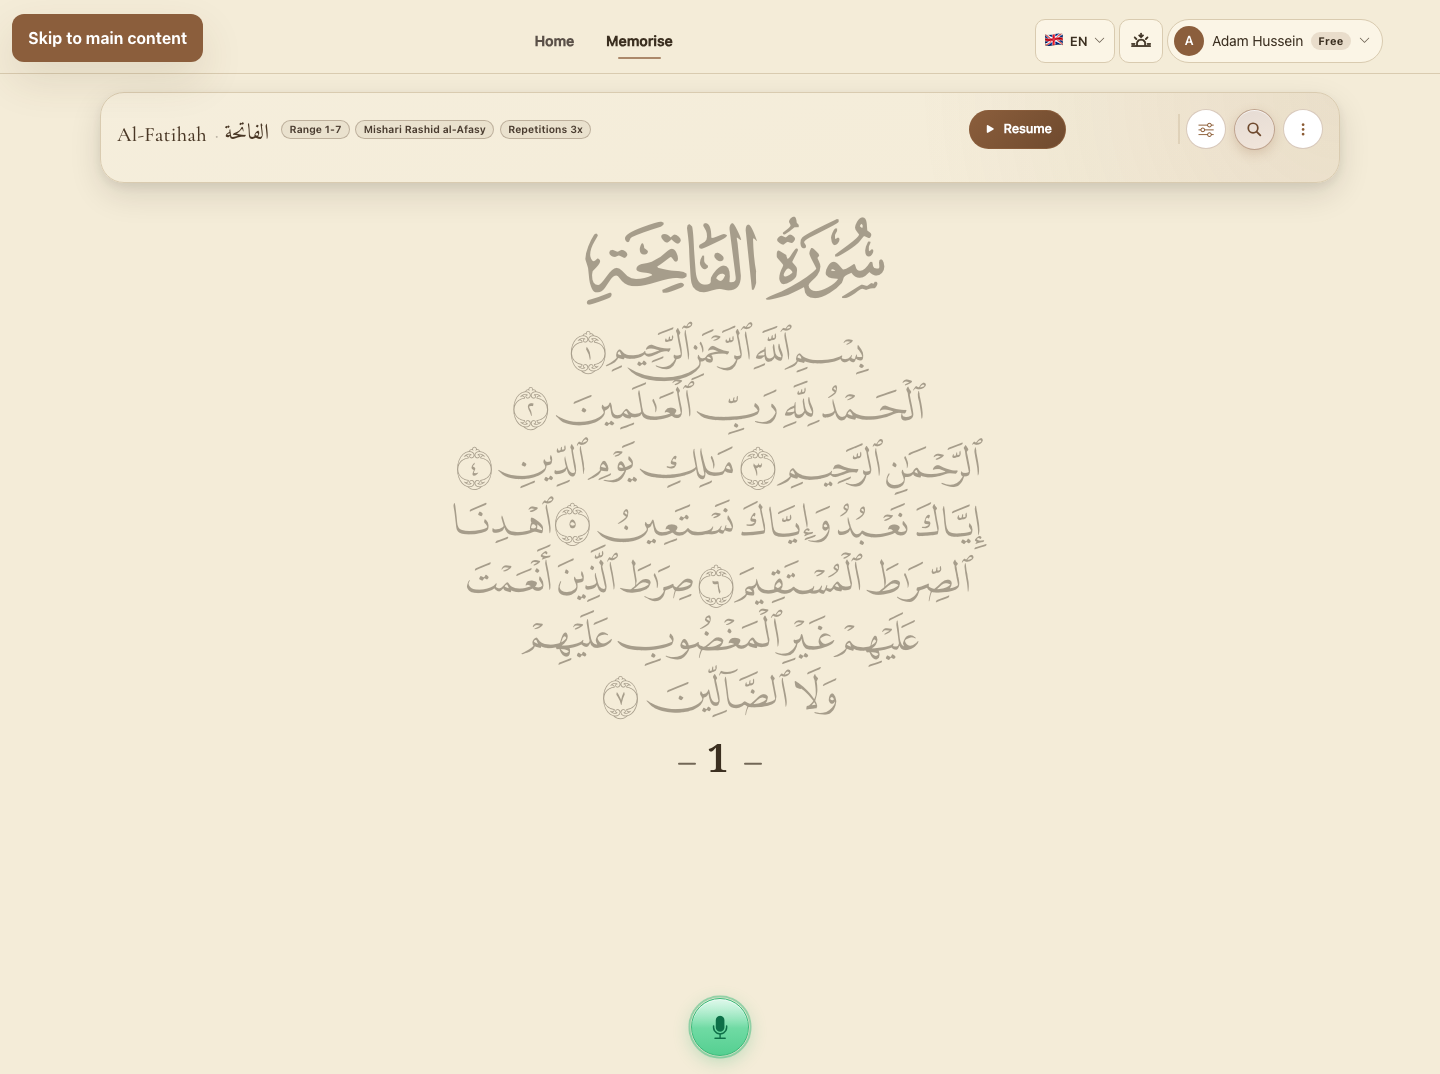 Skip to main content
Home
Memorise
EN
A
Adam Hussein
Free
Al-Fatihah · الفاتحة
Range 1-7
Mishari Rashid al-Afasy
Repetitions 3x
Resume
سُورَةُ الفَاتِحَةِ
بِسْمِ ٱللَّهِ ٱلرَّحْمَٰنِ ٱلرَّحِيمِ ١
ٱلْحَمْدُ لِلَّهِ رَبِّ ٱلْعَٰلَمِينَ ٢
ٱلرَّحْمَٰنِ ٱلرَّحِيمِ ٣ مَٰلِكِ يَوْمِ ٱلدِّينِ ٤
إِيَّاكَ نَعْبُدُ وَإِيَّاكَ نَسْتَعِينُ ٥ ٱهْدِنَا
ٱلصِّرَٰطَ ٱلْمُسْتَقِيمَ ٦ صِرَٰطَ ٱلَّذِينَ أَنْعَمْتَ
عَلَيْهِمْ غَيْرِ ٱلْمَغْضُوبِ عَلَيْهِمْ
وَلَا ٱلضَّآلِّينَ ٧
– 1 –